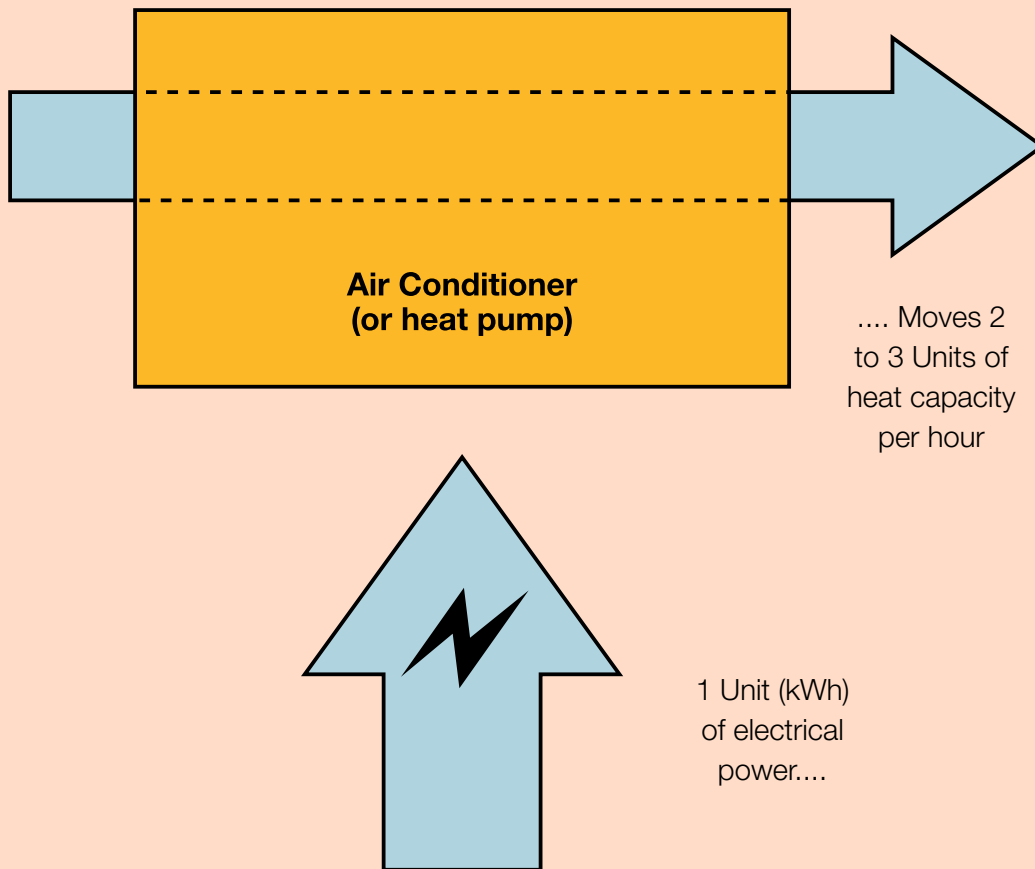 Air Conditioner
(or heat pump)
.... Moves 2
to 3 Units of
heat capacity
per hour
1 Unit (kWh)
of electrical
power....